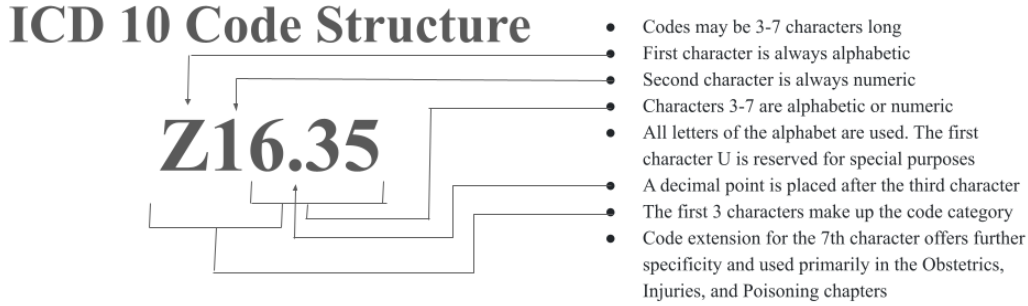 ICD 10 Code Structure
Z16.35
● Codes may be 3-7 characters long
● First character is always alphabetic
● Second character is always numeric
● Characters 3-7 are alphabetic or numeric
● All letters of the alphabet are used. The first
character U is reserved for special purposes
● A decimal point is placed after the third character
● The first 3 characters make up the code category
● Code extension for the 7th character offers further
specificity and used primarily in the Obstetrics,
Injuries, and Poisoning chapters